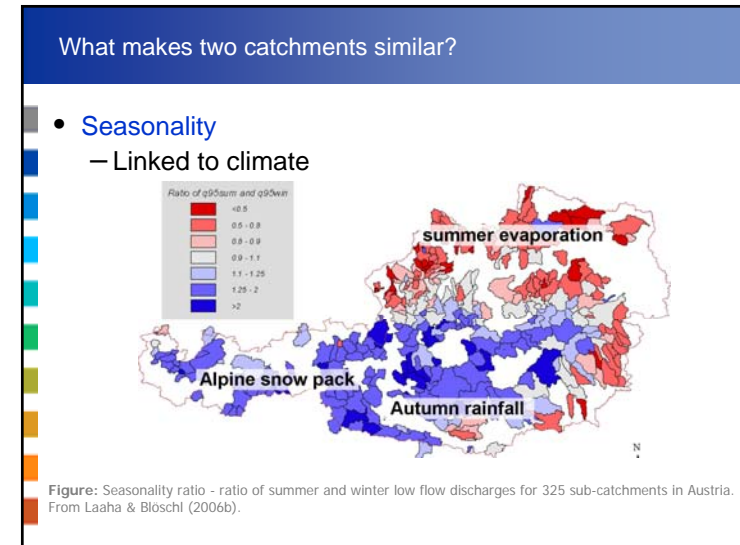 What makes two catchments similar?
• Seasonality
– Linked to climate
Ratio of q95sum and q95win
<0.5
0.5 - 0.8
0.8 - 0.9
0.9 - 1.1
1.1 - 1.25
1.25 - 2
>2
summer evaporation
Alpine snow pack
Autumn rainfall
N
Figure: Seasonality ratio - ratio of summer and winter low flow discharges for 325 sub-catchments in Austria.
From Laaha & Blöschl (2006b).